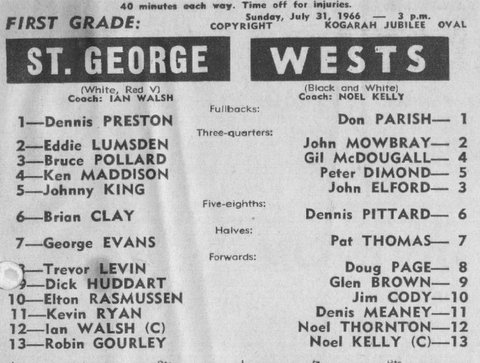 40 minutes each way. Time off for injuries.
FIRST GRADE:
Sunday, July 31, 1966 — 3 p.m.
COPYRIGHT KOGARAH JUBILEE OVAL
ST. GEORGE WESTS
(White, Red V) (Black and White)
Coach: IAN WALSH Coach: NOEL KELLY
Fullbacks:
1—Dennis PRESTON Don PARISH— 1
Three-quarters:
2—Eddie LUMSDEN John MOWBRAY— 2
3—Bruce POLLARD Gil McDOUGALL— 4
4—Ken MADDISON Peter DIMOND— 5
5—Johnny KING John ELFORD— 3
Five-eighths:
6—Brian CLAY Dennis PITTARD— 6
Halves:
7—George EVANS Pat THOMAS— 7
Forwards:
8—Trevor LEVIN Doug PAGE— 8
9—Dick HUDDART Glen BROWN— 9
10—Elton RASMUSSEN Jim CODY—10
11—Kevin RYAN Denis MEANEY—11
12—Ian WALSH (C) Noel THORNTON—12
13—Robin GOURLEY Noel KELLY (C)—13